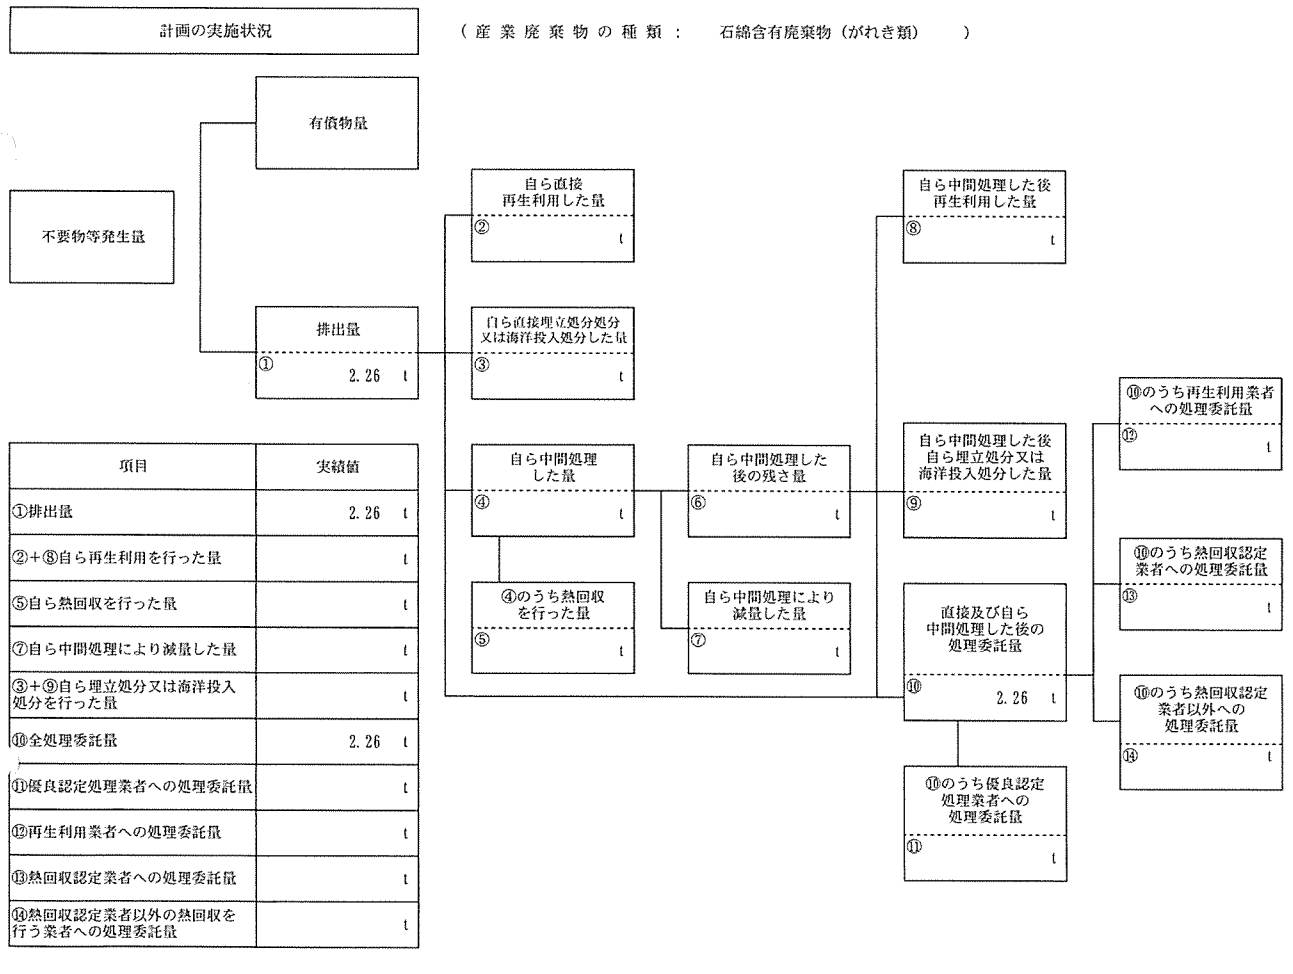 計画の実施状況
(産業廃棄物の種類： 石綿含有廃棄物（がれき類） )
有償物量
不要物等発生量
排出量
① 2.26 t
自ら直接
再生利用した量
② t
自ら直接埋立処分処分
又は海洋投入処分した量
③ t
自ら中間処理
した量
④ t
④のうち熱回収
を行った量
⑤ t
自ら中間処理した
後の残さ量
⑥ t
自ら中間処理により
減量した量
⑦ t
自ら中間処理した後
再生利用した量
⑧ t
自ら中間処理した後
自ら埋立処分又は
海洋投入処分した量
⑨ t
直接及び自ら
中間処理した後の
処理委託量
⑩ 2.26 t
⑩のうち優良認定
処理業者への
処理委託量
⑪ t
⑩のうち再生利用業者
への処理委託量
⑫ t
⑩のうち熱回収認定
業者への処理委託量
⑬ t
⑩のうち熱回収認定
業者以外への
処理委託量
⑭ t
項目 実績値
①排出量 2.26 t
②＋⑧自ら再生利用を行った量 t
⑤自ら熱回収を行った量 t
⑦自ら中間処理により減量した量 t
③＋⑨自ら埋立処分又は海洋投入
処分を行った量 t
⑩全処理委託量 2.26 t
⑪優良認定処理業者への処理委託量 t
⑫再生利用業者への処理委託量 t
⑬熱回収認定業者への処理委託量 t
⑭熱回収認定業者以外の熱回収を
行う業者への処理委託量 t